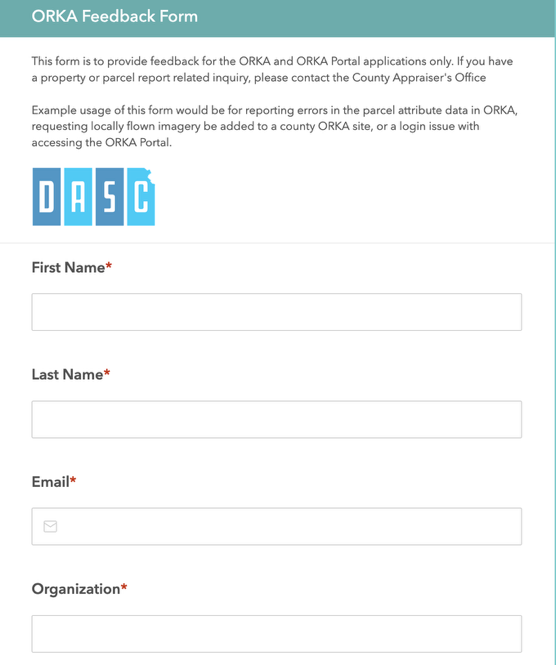 ORKA Feedback Form
This form is to provide feedback for the ORKA and ORKA Portal applications only. If you have
a property or parcel report related inquiry, please contact the County Appraiser's Office
Example usage of this form would be for reporting errors in the parcel attribute data in ORKA,
requesting locally flown imagery be added to a county ORKA site, or a login issue with
accessing the ORKA Portal.
DASC
First Name*
Last Name*
Email*
Organization*